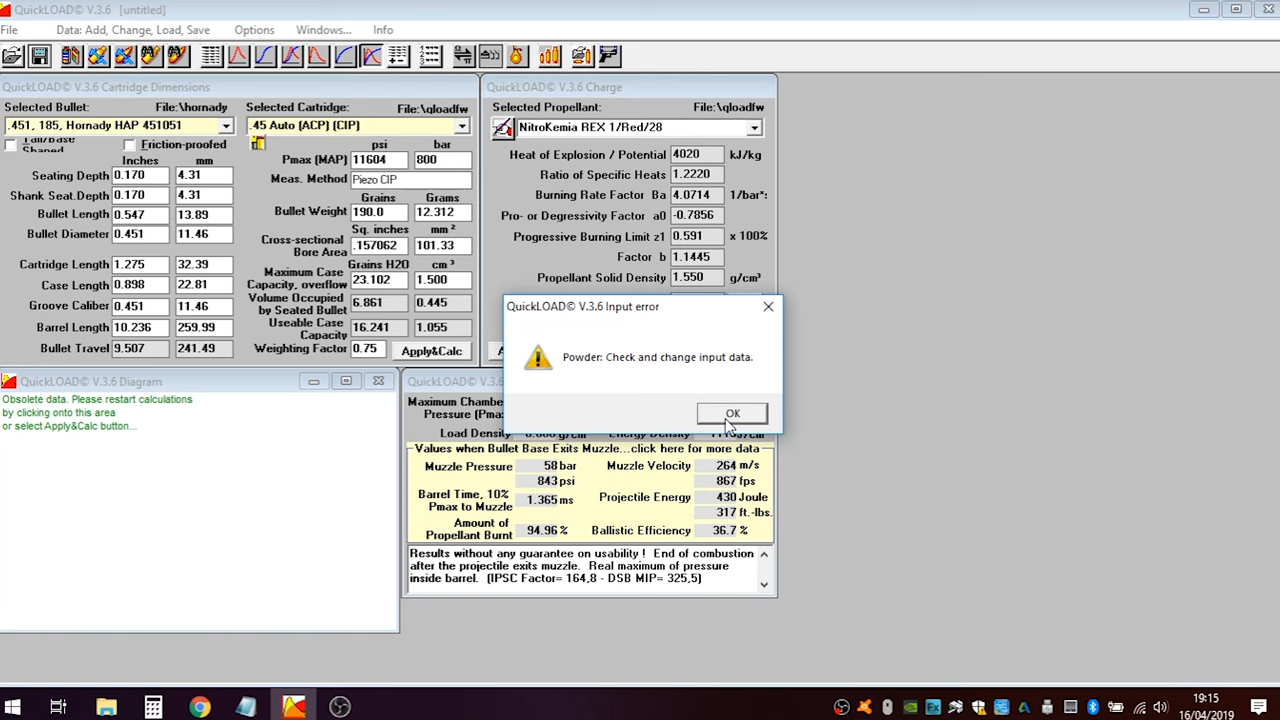 QuickLOAD© V.3.6 [untitled]
File Data: Add, Change, Load, Save Options Windows... Info
QuickLOAD© V.3.6 Cartridge Dimensions
Selected Bullet: File:\hornady
.451, 185, Hornady HAP 451051
Shaped
Friction-proofed
Inches mm
Seating Depth 0.170 4.31
Shank Seat.Depth 0.170 4.31
Bullet Length 0.547 13.89
Bullet Diameter 0.451 11.46
Cartridge Length 1.275 32.39
Case Length 0.898 22.81
Groove Caliber 0.451 11.46
Barrel Length 10.236 259.99
Bullet Travel 9.507 241.49
Selected Cartridge: File:\qloadfw
.45 Auto (ACP) (CIP)
psi bar
Pmax (MAP) 11604 800
Meas. Method Piezo CIP
Grains Grams
Bullet Weight 190.0 12.312
Sq. inches mm²
Cross-sectional
Bore Area .157062 101.33
Grains H2O cm³
Maximum Case
Capacity, overflow 23.102 1.500
Volume Occupied
by Seated Bullet 6.861 0.445
Useable Case
Capacity 16.241 1.055
Weighting Factor 0.75 Apply&Calc
QuickLOAD© V.3.6 Charge
Selected Propellant: File:\qloadfw
NitroKemia REX 1/Red/28
Heat of Explosion / Potential 4020 kJ/kg
Ratio of Specific Heats 1.2220
Burning Rate Factor Ba 4.0714 1/bar*s
Pro- or Degressivity Factor a0 -0.7856
Progressive Burning Limit z1 0.591 x 100%
Factor b 1.1445
Propellant Solid Density 1.550 g/cm³
QuickLOAD© V.3.6 Input error
Powder: Check and change input data.
OK
QuickLOAD© V.3.6 Diagram
Obsolete data. Please restart calculations
by clicking onto this area
or select Apply&Calc button...
QuickLOAD© V.3.6
Maximum Chamber
Pressure (Pmax
Load Density
Energy Density
Values when Bullet Base Exits Muzzle...click here for more data
Muzzle Pressure 58 bar Muzzle Velocity 264 m/s
843 psi 867 fps
Barrel Time, 10%
Pmax to Muzzle 1.365 ms Projectile Energy 430 Joule
317 ft.-lbs.
Amount of
Propellant Burnt 94.96 % Ballistic Efficiency 36.7 %
Results without any guarantee on usability ! End of combustion
after the projectile exits muzzle. Real maximum of pressure
inside barrel. (IPSC Factor= 164,8 - DSB MIP= 325,5)
19:15
16/04/2019